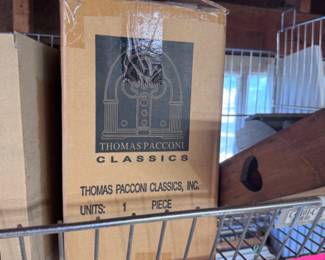 THOMAS PACCONI
CLASSICS
THOMAS PACCONI CLASSICS, INC.
UNITS: 1 PIECE